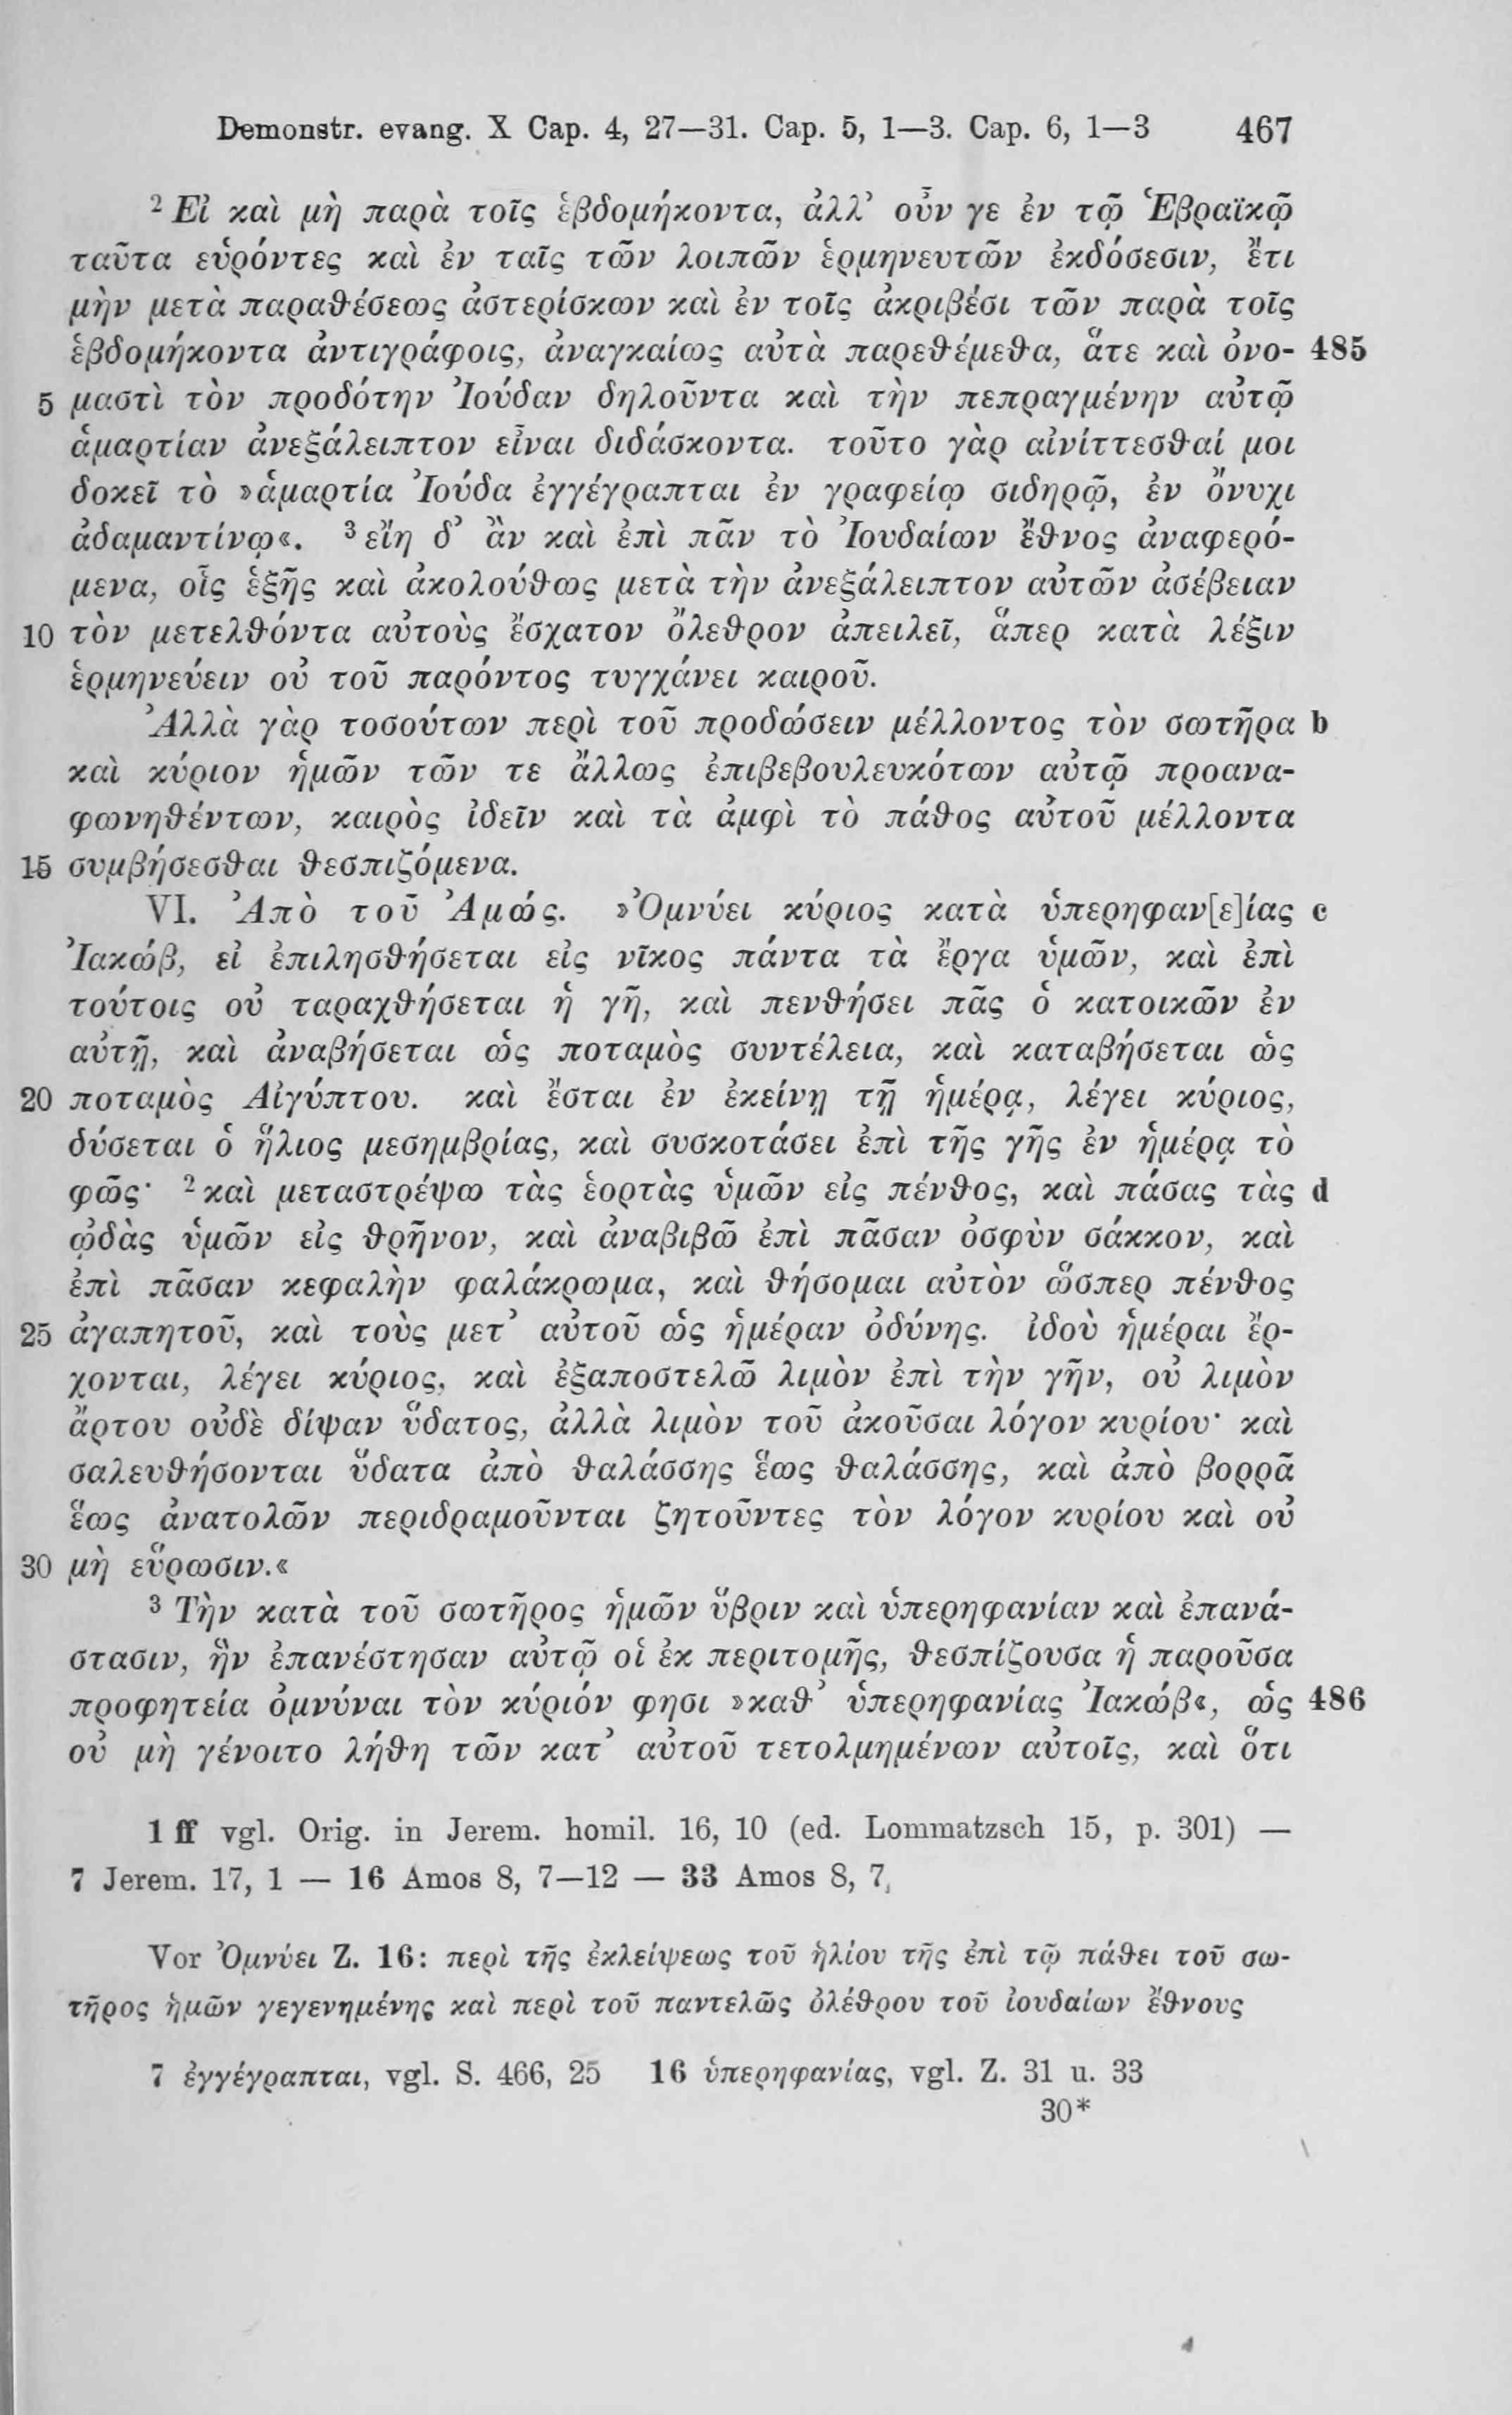 Demonstr. evang. X Cap. 4, 27—31. Cap. 5, 1—3. Cap. 6, 1—3 467
² Εἰ καὶ μὴ παρὰ τοῖς ἑβδομήκοντα, ἀλλ’ οὖν γε ἐν τῷ Ἑβραϊκῷ
ταῦτα εὑρόντες καὶ ἐν ταῖς τῶν λοιπῶν ἑρμηνευτῶν ἐκδόσεσιν, ἔτι
μὴν μετὰ παραθέσεως ἀστερίσκων καὶ ἐν τοῖς ἀκριβέσι τῶν παρὰ τοῖς
ἑβδομήκοντα ἀντιγράφοις, ἀναγκαίως αὐτὰ παρεθέμεθα, ἅτε καὶ ὀνο- 485
5 μαστὶ τὸν προδότην Ἰούδαν δηλοῦντα καὶ τὴν πεπραγμένην αὐτῷ
ἁμαρτίαν ἀνεξάλειπτον εἶναι διδάσκοντα. τοῦτο γὰρ αἰνίττεσθαί μοι
δοκεῖ τὸ »ἁμαρτία Ἰούδα ἐγγέγραπται ἐν γραφείῳ σιδηρῷ, ἐν ὄνυχι
ἀδαμαντίνῳ«. ³ εἴη δ’ ἂν καὶ ἐπὶ πᾶν τὸ Ἰουδαίων ἔθνος ἀναφερό-
μενα, οἷς ἑξῆς καὶ ἀκολούθως μετὰ τὴν ἀνεξάλειπτον αὐτῶν ἀσέβειαν
10 τὸν μετελθόντα αὐτοὺς ἔσχατον ὄλεθρον ἀπειλεῖ, ἅπερ κατὰ λέξιν
ἑρμηνεύειν οὐ τοῦ παρόντος τυγχάνει καιροῦ.
Ἀλλὰ γὰρ τοσούτων περὶ τοῦ προδώσειν μέλλοντος τὸν σωτῆρα b
καὶ κύριον ἡμῶν τῶν τε ἄλλως ἐπιβεβουλευκότων αὐτῷ προανα-
φωνηθέντων, καιρὸς ἰδεῖν καὶ τὰ ἀμφὶ τὸ πάθος αὐτοῦ μέλλοντα
15 συμβήσεσθαι θεσπιζόμενα.
VI. Ἀπὸ τοῦ Ἀμώς. »Ὀμνύει κύριος κατὰ ὑπερηφαν[ε]ίας c
Ἰακώβ, εἰ ἐπιλησθήσεται εἰς νῖκος πάντα τὰ ἔργα ὑμῶν, καὶ ἐπὶ
τούτοις οὐ ταραχθήσεται ἡ γῆ, καὶ πενθήσει πᾶς ὁ κατοικῶν ἐν
αὐτῇ, καὶ ἀναβήσεται ὡς ποταμὸς συντέλεια, καὶ καταβήσεται ὡς
20 ποταμὸς Αἰγύπτου. καὶ ἔσται ἐν ἐκείνῃ τῇ ἡμέρᾳ, λέγει κύριος,
δύσεται ὁ ἥλιος μεσημβρίας, καὶ συσκοτάσει ἐπὶ τῆς γῆς ἐν ἡμέρᾳ τὸ
φῶς· ² καὶ μεταστρέψω τὰς ἑορτὰς ὑμῶν εἰς πένθος, καὶ πάσας τὰς d
ᾠδὰς ὑμῶν εἰς θρῆνον, καὶ ἀναβιβῶ ἐπὶ πᾶσαν ὀσφὺν σάκκον, καὶ
ἐπὶ πᾶσαν κεφαλὴν φαλάκρωμα, καὶ θήσομαι αὐτὸν ὥσπερ πένθος
25 ἀγαπητοῦ, καὶ τοὺς μετ’ αὐτοῦ ὡς ἡμέραν ὀδύνης. ἰδοὺ ἡμέραι ἔρ-
χονται, λέγει κύριος, καὶ ἐξαποστελῶ λιμὸν ἐπὶ τὴν γῆν, οὐ λιμὸν
ἄρτου οὐδὲ δίψαν ὕδατος, ἀλλὰ λιμὸν τοῦ ἀκοῦσαι λόγον κυρίου· καὶ
σαλευθήσονται ὕδατα ἀπὸ θαλάσσης ἕως θαλάσσης, καὶ ἀπὸ βορρᾶ
ἕως ἀνατολῶν περιδραμοῦνται ζητοῦντες τὸν λόγον κυρίου καὶ οὐ
30 μὴ εὕρωσιν.«
³ Τὴν κατὰ τοῦ σωτῆρος ἡμῶν ὕβριν καὶ ὑπερηφανίαν καὶ ἐπανά-
στασιν, ἣν ἐπανέστησαν αὐτῷ οἱ ἐκ περιτομῆς, θεσπίζουσα ἡ παροῦσα
προφητεία ὀμνύναι τὸν κύριόν φησι »καθ’ ὑπερηφανίας Ἰακώβ«, ὡς 486
οὐ μὴ γένοιτο λήθη τῶν κατ’ αὐτοῦ τετολμημένων αὐτοῖς, καὶ ὅτι
1 ff vgl. Orig. in Jerem. homil. 16, 10 (ed. Lommatzsch 15, p. 301) —
7 Jerem. 17, 1 — 16 Amos 8, 7—12 — 33 Amos 8, 7
Vor Ὀμνύει Z. 16: περὶ τῆς ἐκλείψεως τοῦ ἡλίου τῆς ἐπὶ τῷ πάθει τοῦ σω-
τῆρος ἡμῶν γεγενημένης καὶ περὶ τοῦ παντελῶς ὀλέθρου τοῦ ἰουδαίων ἔθνους
7 ἐγγέγραπται, vgl. S. 466, 25 16 ὑπερηφανίας, vgl. Z. 31 u. 33
30*